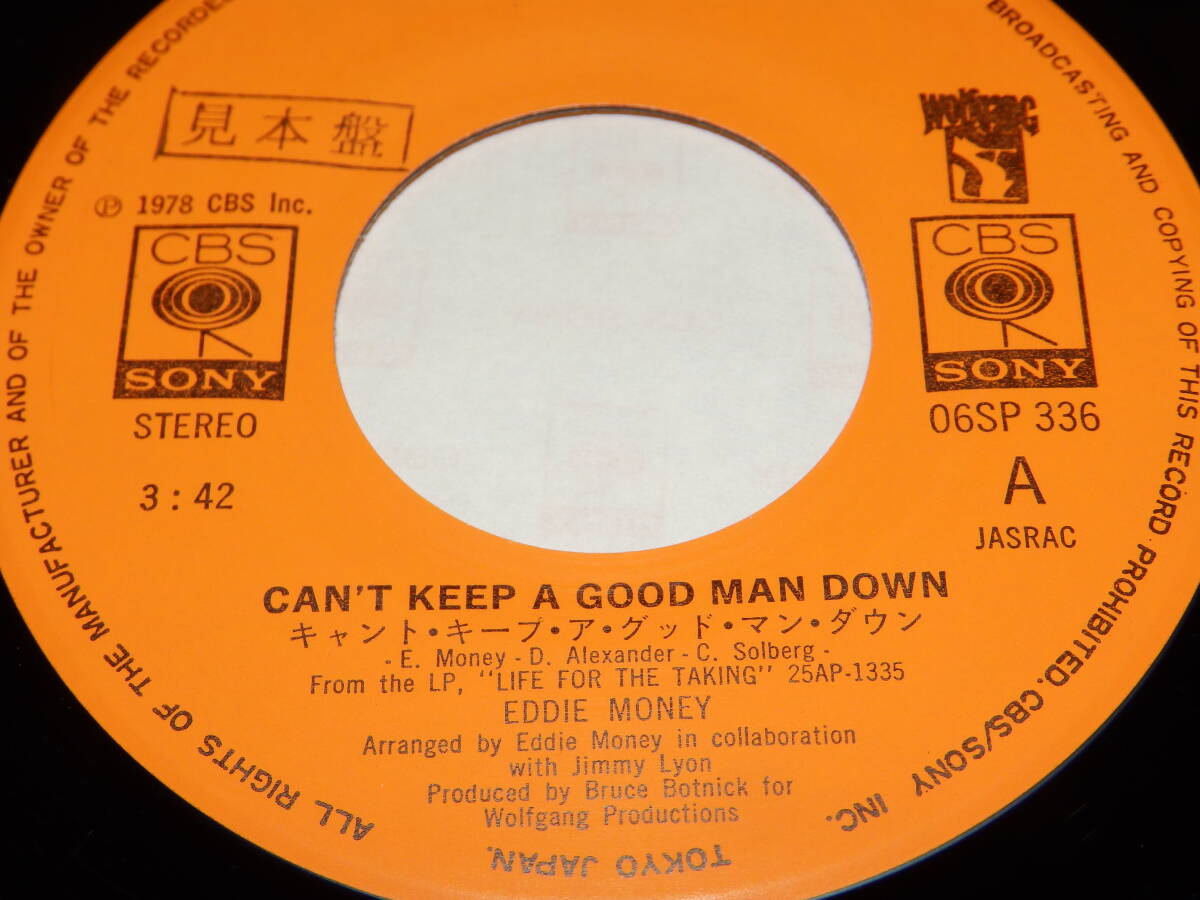 見本盤
Ⓟ 1978 CBS Inc.
CBS
SONY
STEREO
3:42
Wolfgang
CBS
SONY
06SP 336
A
JASRAC
CAN'T KEEP A GOOD MAN DOWN
キャント・キープ・ア・グッド・マン・ダウン
- E. Money - D. Alexander - C. Solberg -
From the LP, "LIFE FOR THE TAKING" 25AP-1335
EDDIE MONEY
Arranged by Eddie Money in collaboration
with Jimmy Lyon
Produced by Bruce Botnick for
Wolfgang Productions
ALL RIGHTS OF THE MANUFACTURER AND OF THE OWNER OF THE RECORDED
BROADCASTING AND COPYING OF THIS RECORD PROHIBITED. CBS/SONY INC.
TOKYO JAPAN.